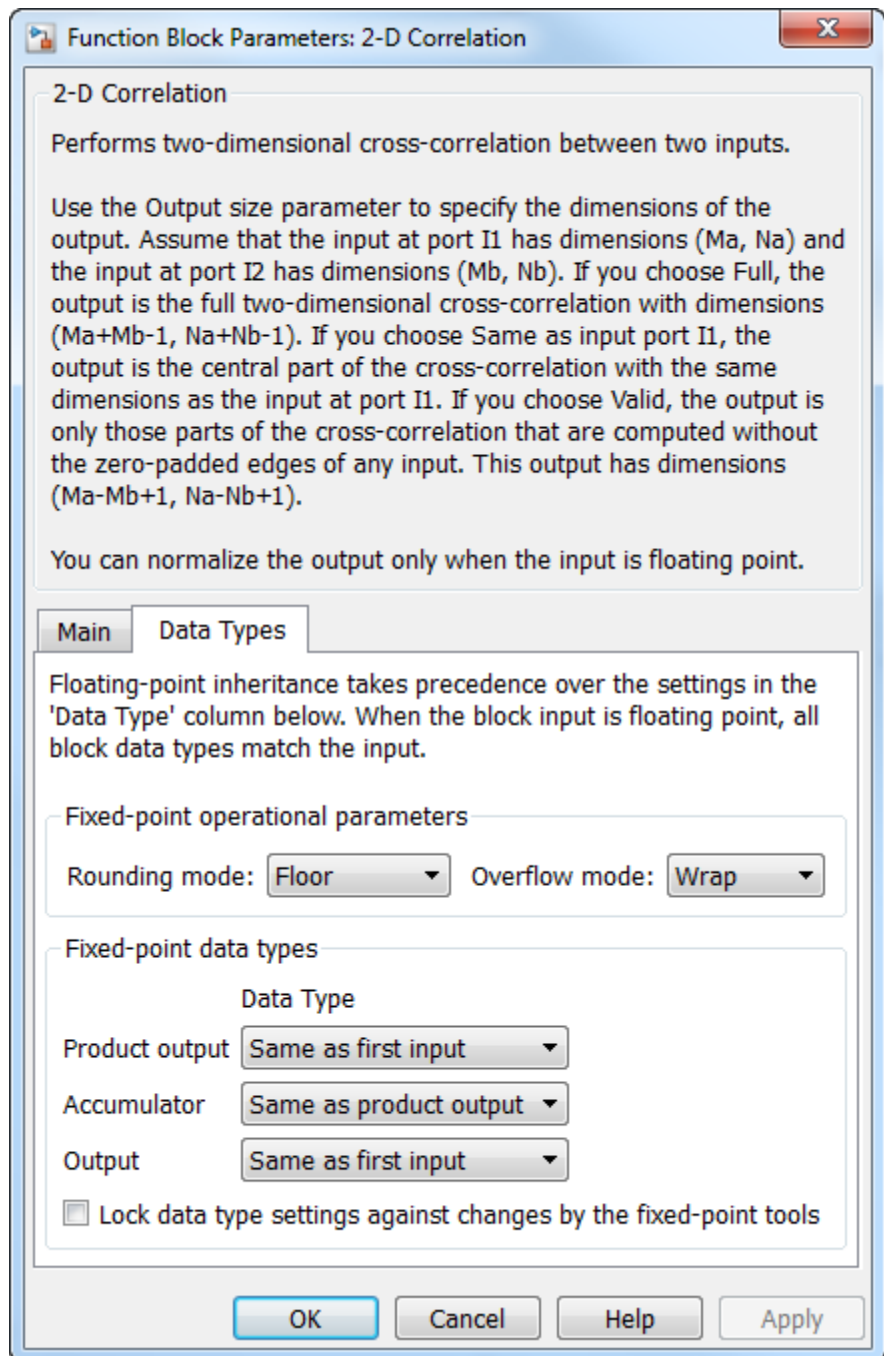 Function Block Parameters: 2-D Correlation
2-D Correlation
Performs two-dimensional cross-correlation between two inputs.
Use the Output size parameter to specify the dimensions of the
output. Assume that the input at port I1 has dimensions (Ma, Na) and
the input at port I2 has dimensions (Mb, Nb). If you choose Full, the
output is the full two-dimensional cross-correlation with dimensions
(Ma+Mb-1, Na+Nb-1). If you choose Same as input port I1, the
output is the central part of the cross-correlation with the same
dimensions as the input at port I1. If you choose Valid, the output is
only those parts of the cross-correlation that are computed without
the zero-padded edges of any input. This output has dimensions
(Ma-Mb+1, Na-Nb+1).
You can normalize the output only when the input is floating point.
Main Data Types
Floating-point inheritance takes precedence over the settings in the
'Data Type' column below. When the block input is floating point, all
block data types match the input.
Fixed-point operational parameters
Rounding mode: Floor Overflow mode: Wrap
Fixed-point data types
Data Type
Product output Same as first input
Accumulator Same as product output
Output Same as first input
Lock data type settings against changes by the fixed-point tools
OK Cancel Help Apply